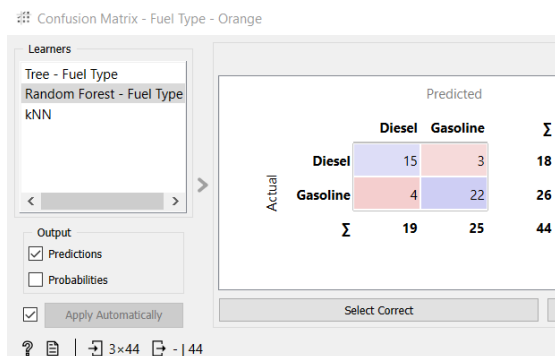 Confusion Matrix - Fuel Type - Orange
Learners
Tree - Fuel Type
Random Forest - Fuel Type
kNN
Output
Predictions
Probabilities
Apply Automatically
3×44 - | 44
Predicted
Diesel Gasoline Σ
Diesel 15 3 18
Actual
Gasoline 4 22 26
Σ 19 25 44
Select Correct